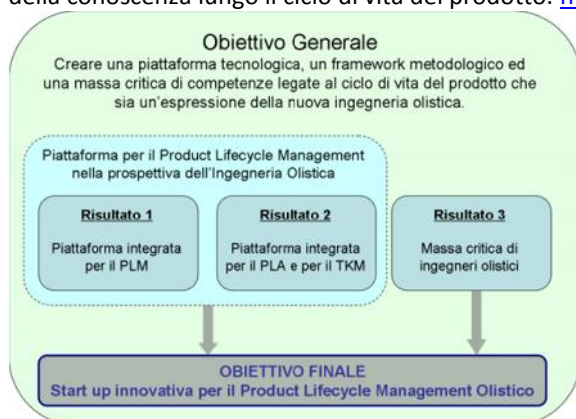 della conoscenza lungo il ciclo di vita del prodotto.
Obiettivo Generale
Creare una piattaforma tecnologica, un framework metodologico ed
una massa critica di competenze legate al ciclo di vita del prodotto che
sia un'espressione della nuova ingegneria olistica.
Piattaforma per il Product Lifecycle Management
nella prospettiva dell'Ingegneria Olistica
Risultato 1
Piattaforma integrata
per il PLM
Risultato 2
Piattaforma integrata
per il PLA e per il TKM
Risultato 3
Massa critica di
ingegneri olistici
OBIETTIVO FINALE
Start up innovativa per il Product Lifecycle Management Olistico